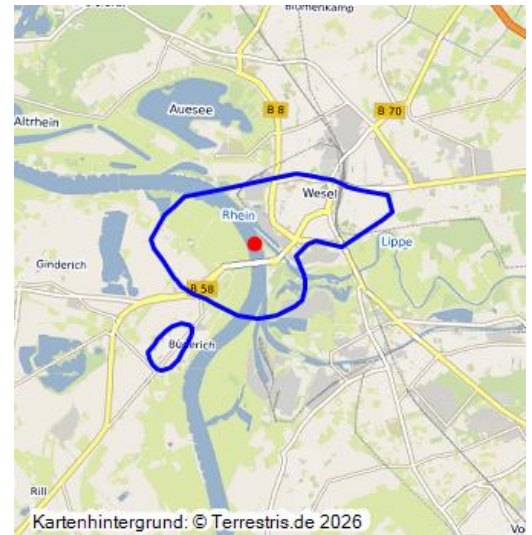 Blumenkamp
Auesee
B 8
B 70
Altrhein
Wesel
Rhein
Lippe
Ginderich
B 58
Büderich
Rill
Kartenhintergrund: © Terrestris.de 2026